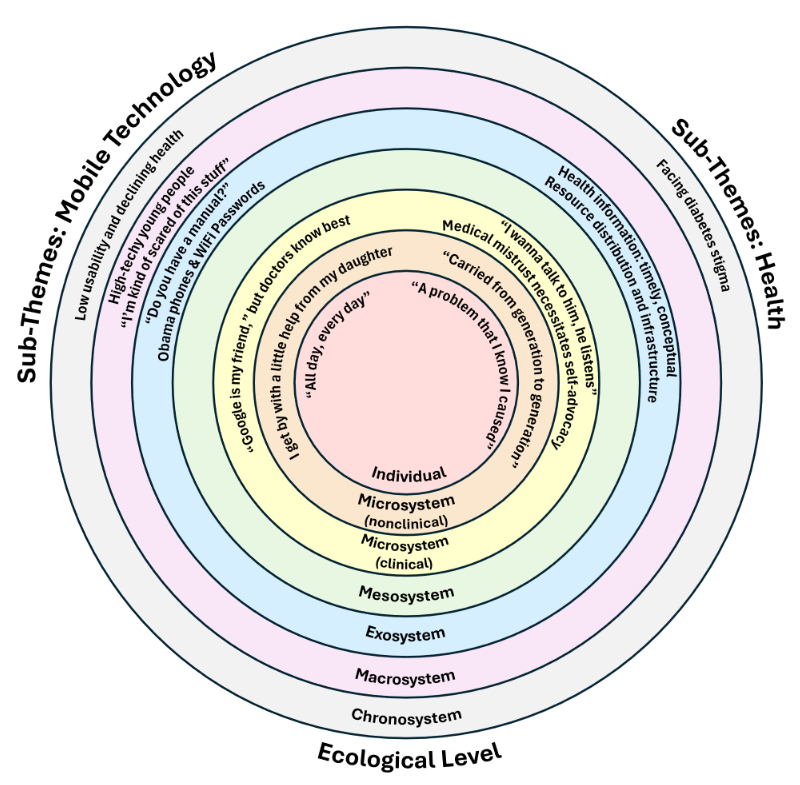 Sub-Themes: Mobile Technology
Low usability and declining health
High-techy young people
“I’m kind of scared of this stuff”
“Do you have a manual?”
Obama phones & WiFi Passwords
“Google is my friend,” but doctors know best
I get by with a little help from my daughter
“All day, every day”
Sub-Themes: Health
Facing diabetes stigma
Health information: timely, conceptual
Resource distribution and infrastructure
“I wanna talk to him, he listens”
Medical mistrust necessitates self-advocacy
“Carried from generation to generation”
“A problem that I know I caused”
Individual
Microsystem
(nonclinical)
Microsystem
(clinical)
Mesosystem
Exosystem
Macrosystem
Chronosystem
Ecological Level